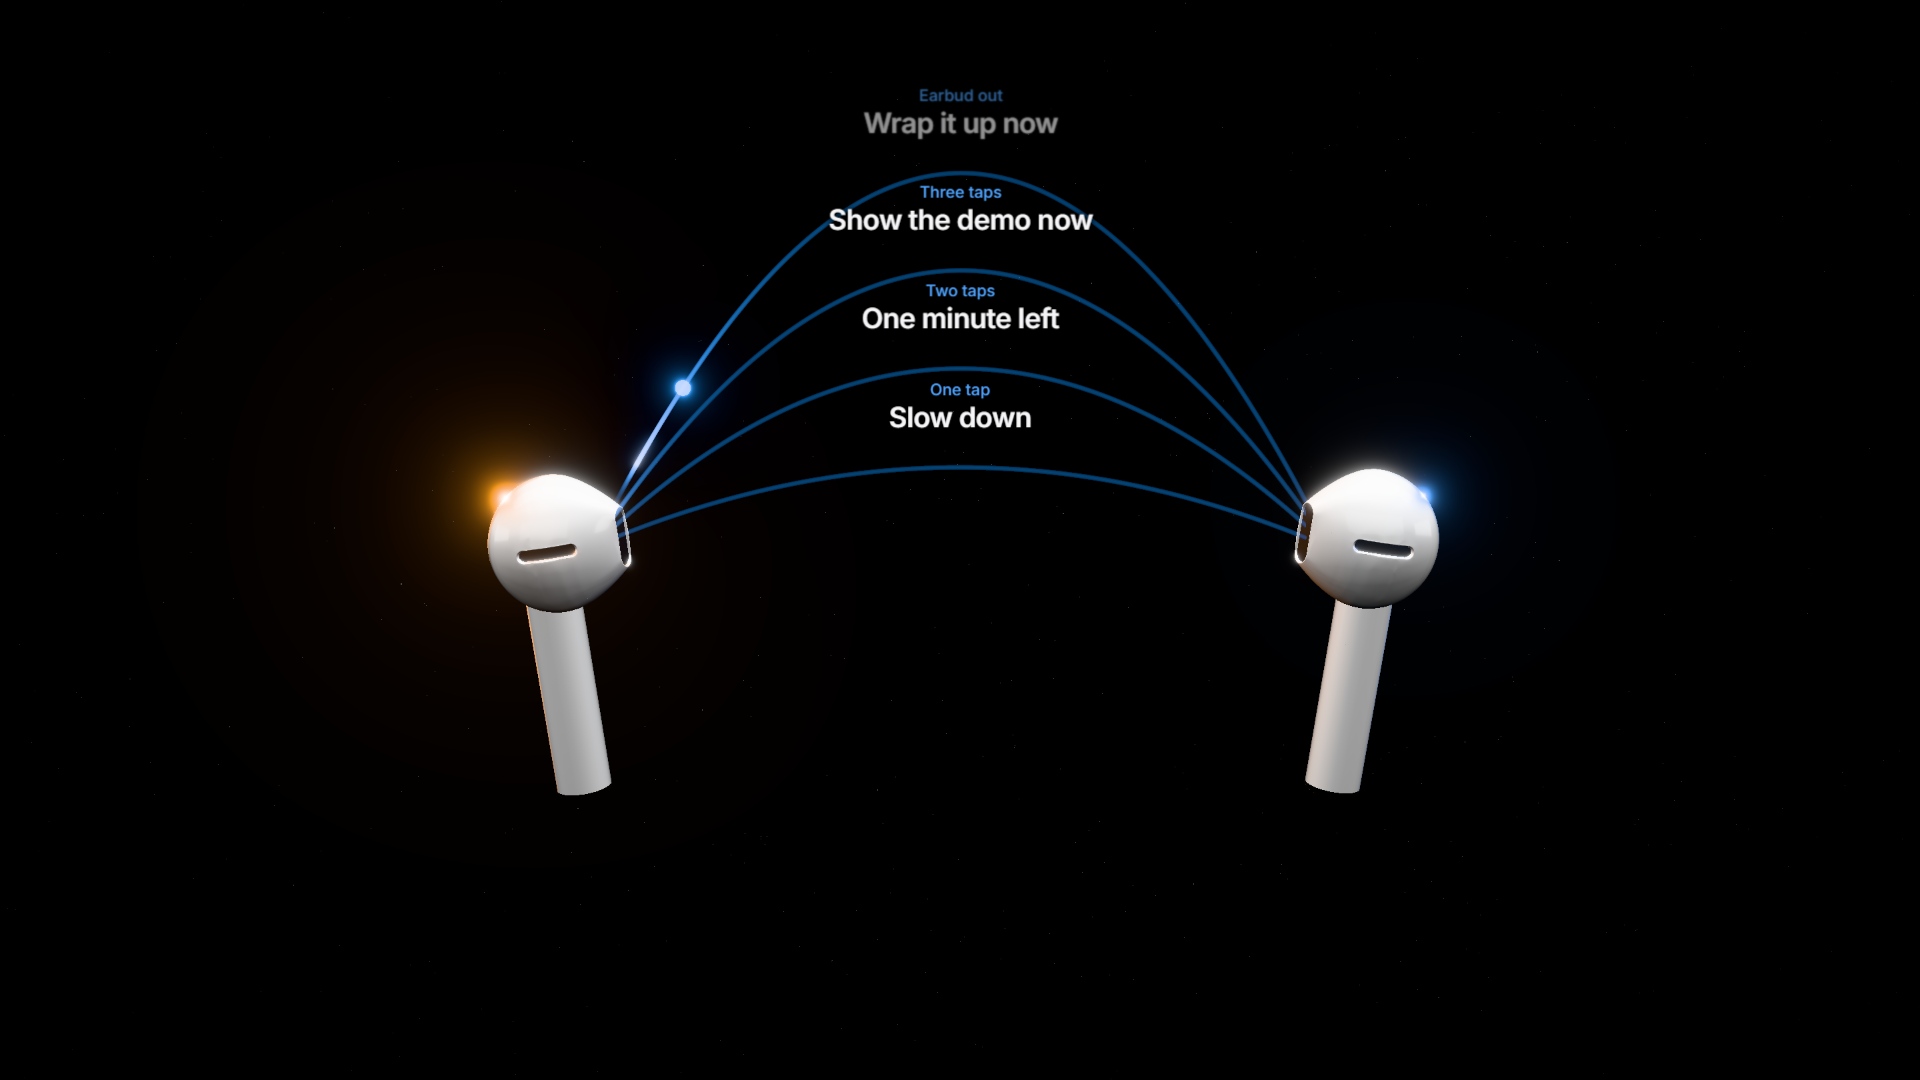 Earbud out
Wrap it up now
Three taps
Show the demo now
Two taps
One minute left
One tap
Slow down